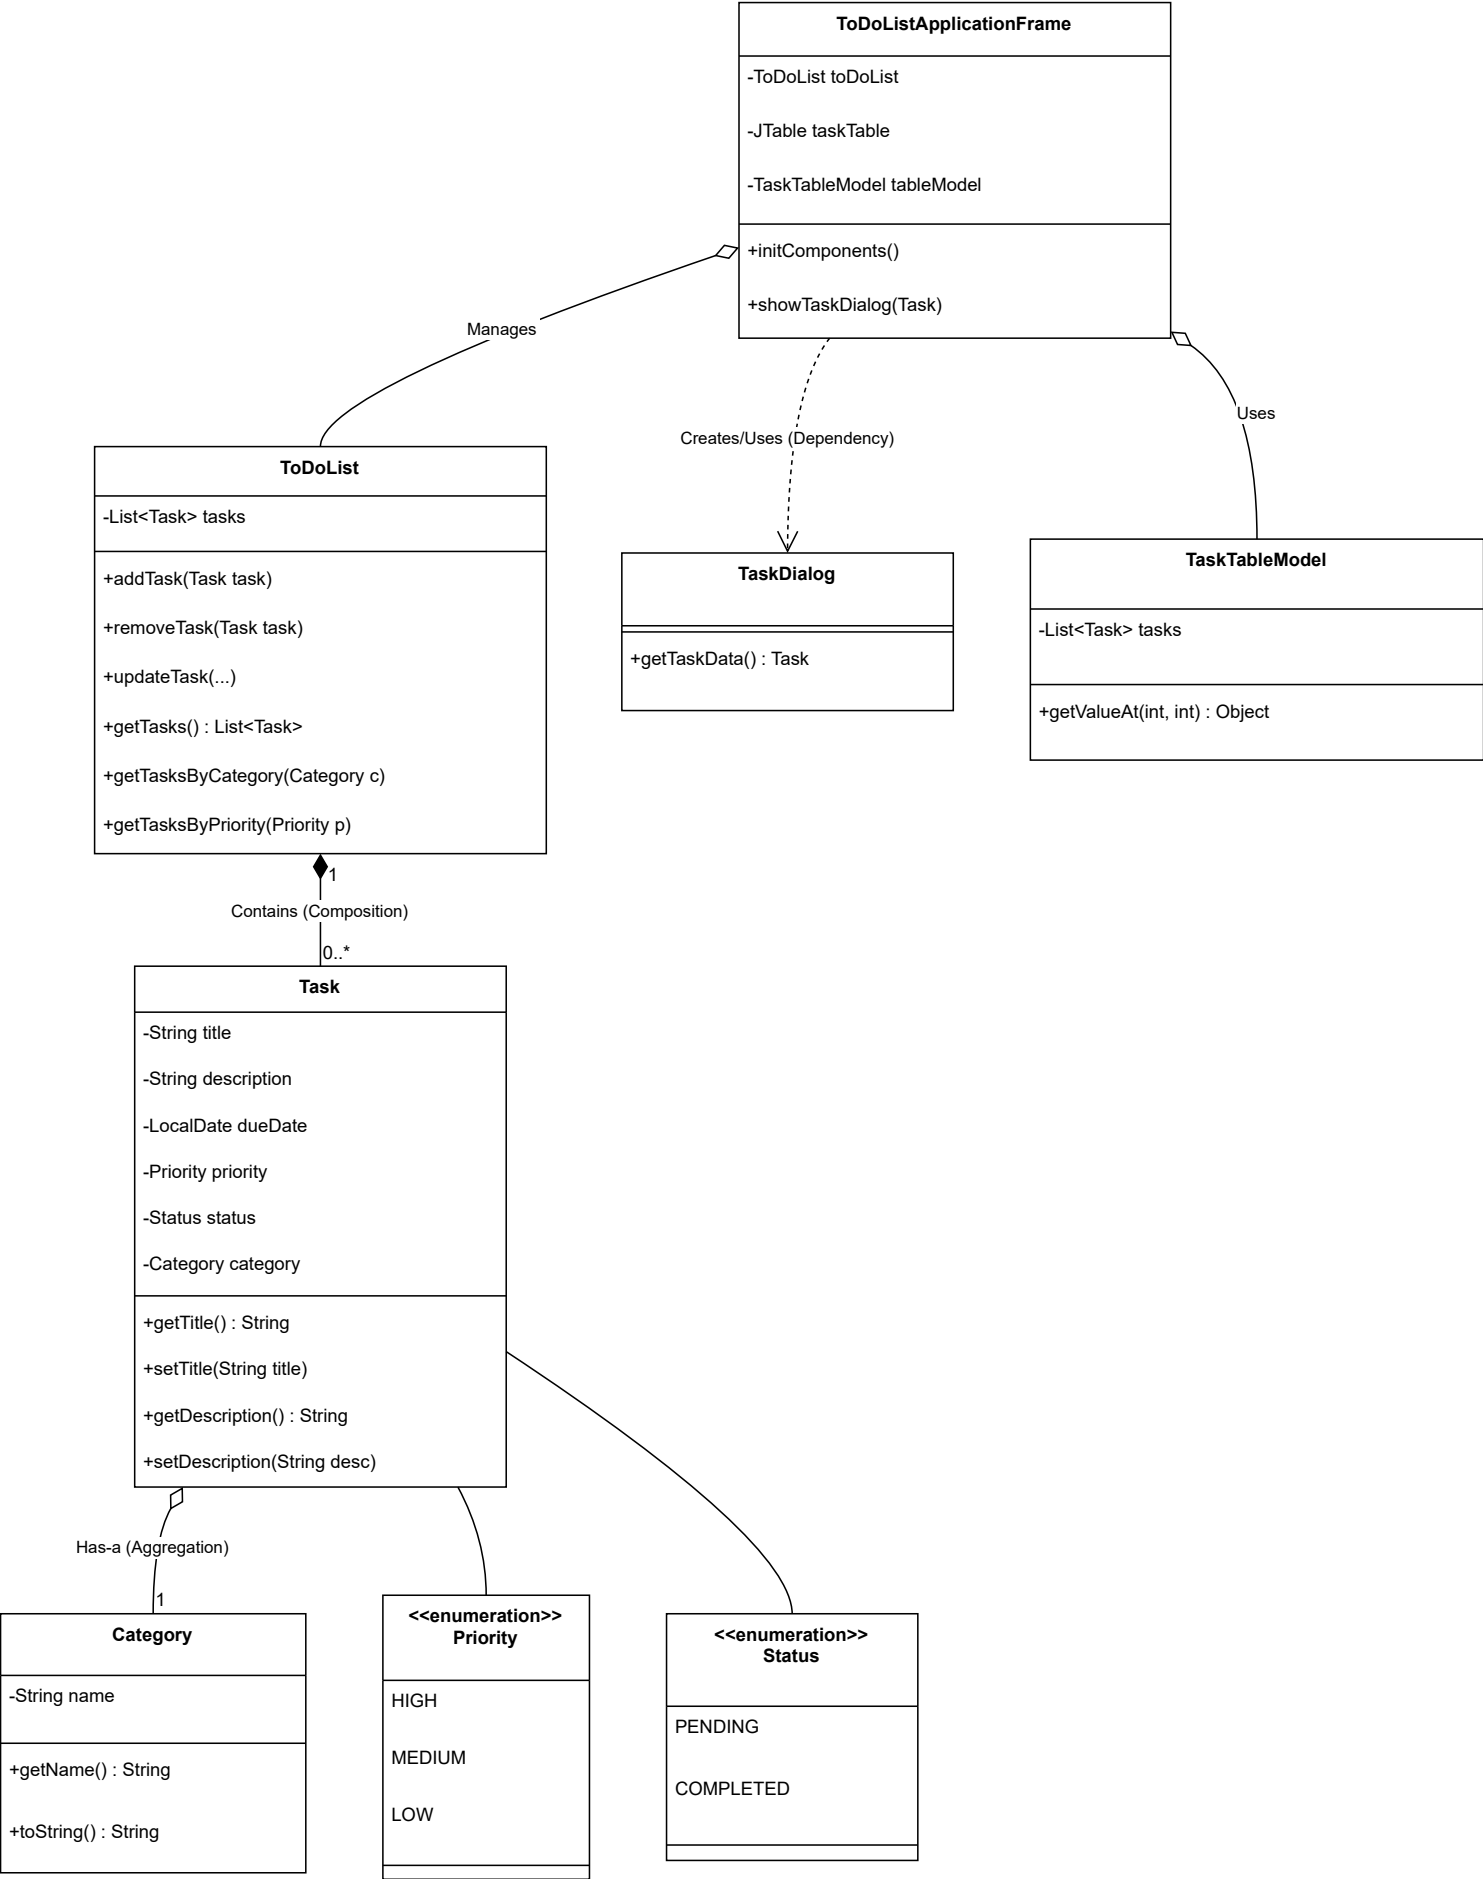 ToDoListApplicationFrame
-ToDoList toDoList
-JTable taskTable
-TaskTableModel tableModel
+initComponents()
+showTaskDialog(Task)
Manages
Creates/Uses (Dependency)
Uses
ToDoList
-List<Task> tasks
+addTask(Task task)
+removeTask(Task task)
+updateTask(...)
+getTasks() : List<Task>
+getTasksByCategory(Category c)
+getTasksByPriority(Priority p)
TaskDialog
+getTaskData() : Task
TaskTableModel
-List<Task> tasks
+getValueAt(int, int) : Object
1
Contains (Composition)
0..*
Task
-String title
-String description
-LocalDate dueDate
-Priority priority
-Status status
-Category category
+getTitle() : String
+setTitle(String title)
+getDescription() : String
+setDescription(String desc)
Has-a (Aggregation)
1
Category
-String name
+getName() : String
+toString() : String
<<enumeration>>
Priority
HIGH
MEDIUM
LOW
<<enumeration>>
Status
PENDING
COMPLETED